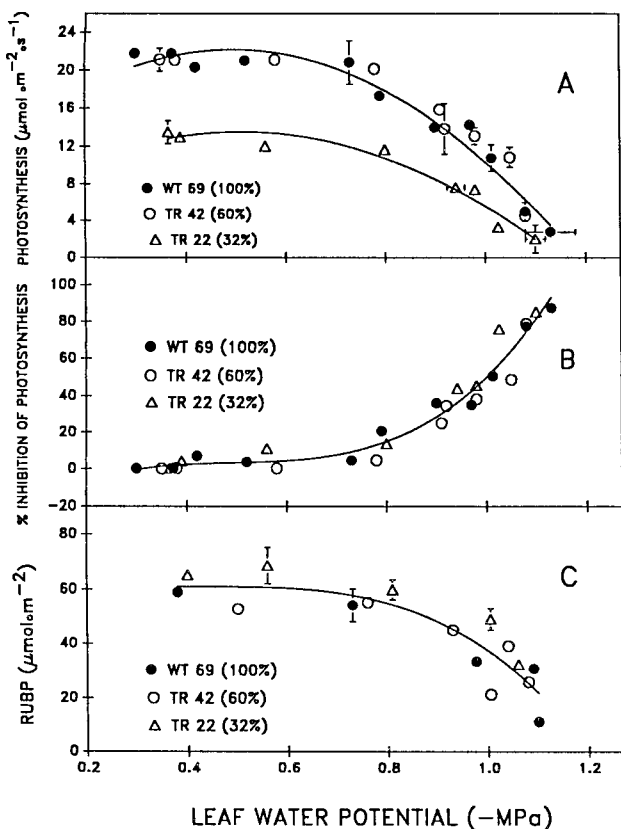 PHOTOSYNTHESIS (μmol∘m−2∘s−1)
26
24
20
16
12
8
4
0
A
● WT 69 (100%)
○ TR 42 (60%)
△ TR 22 (32%)
% INHIBITION OF PHOTOSYNTHESIS
100
80
60
40
20
0
-20
B
● WT 69 (100%)
○ TR 42 (60%)
△ TR 22 (32%)
RUBP (μmol∘m−2)
80
60
40
20
0
C
● WT 69 (100%)
○ TR 42 (60%)
△ TR 22 (32%)
0.2
0.4
0.6
0.8
1.0
1.2
LEAF WATER POTENTIAL (−MPa)